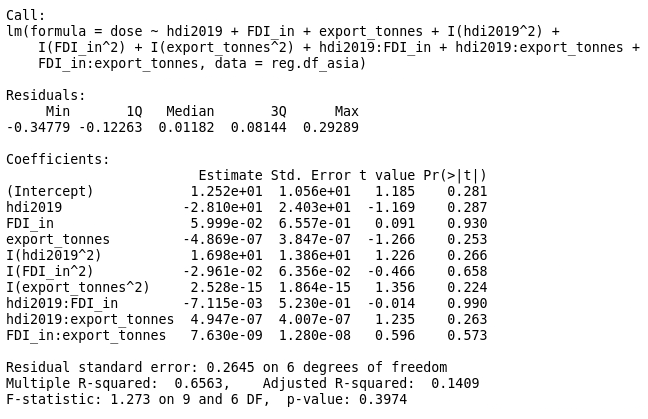 Call:
lm(formula = dose ~ hdi2019 + FDI_in + export_tonnes + I(hdi2019^2) +
    I(FDI_in^2) + I(export_tonnes^2) + hdi2019:FDI_in + hdi2019:export_tonnes +
    FDI_in:export_tonnes, data = reg.df_asia)

Residuals:
     Min       1Q   Median       3Q      Max
-0.34779 -0.12263  0.01182  0.08144  0.29289

Coefficients:
                        Estimate Std. Error t value Pr(>|t|)
(Intercept)            1.252e+01  1.056e+01   1.185    0.281
hdi2019               -2.810e+01  2.403e+01  -1.169    0.287
FDI_in                 5.999e-02  6.557e-01   0.091    0.930
export_tonnes         -4.869e-07  3.847e-07  -1.266    0.253
I(hdi2019^2)           1.698e+01  1.386e+01   1.226    0.266
I(FDI_in^2)           -2.961e-02  6.356e-02  -0.466    0.658
I(export_tonnes^2)     2.528e-15  1.864e-15   1.356    0.224
hdi2019:FDI_in        -7.115e-03  5.230e-01  -0.014    0.990
hdi2019:export_tonnes  4.947e-07  4.007e-07   1.235    0.263
FDI_in:export_tonnes   7.630e-09  1.280e-08   0.596    0.573

Residual standard error: 0.2645 on 6 degrees of freedom
Multiple R-squared:  0.6563,    Adjusted R-squared:  0.1409
F-statistic: 1.273 on 9 and 6 DF,  p-value: 0.3974